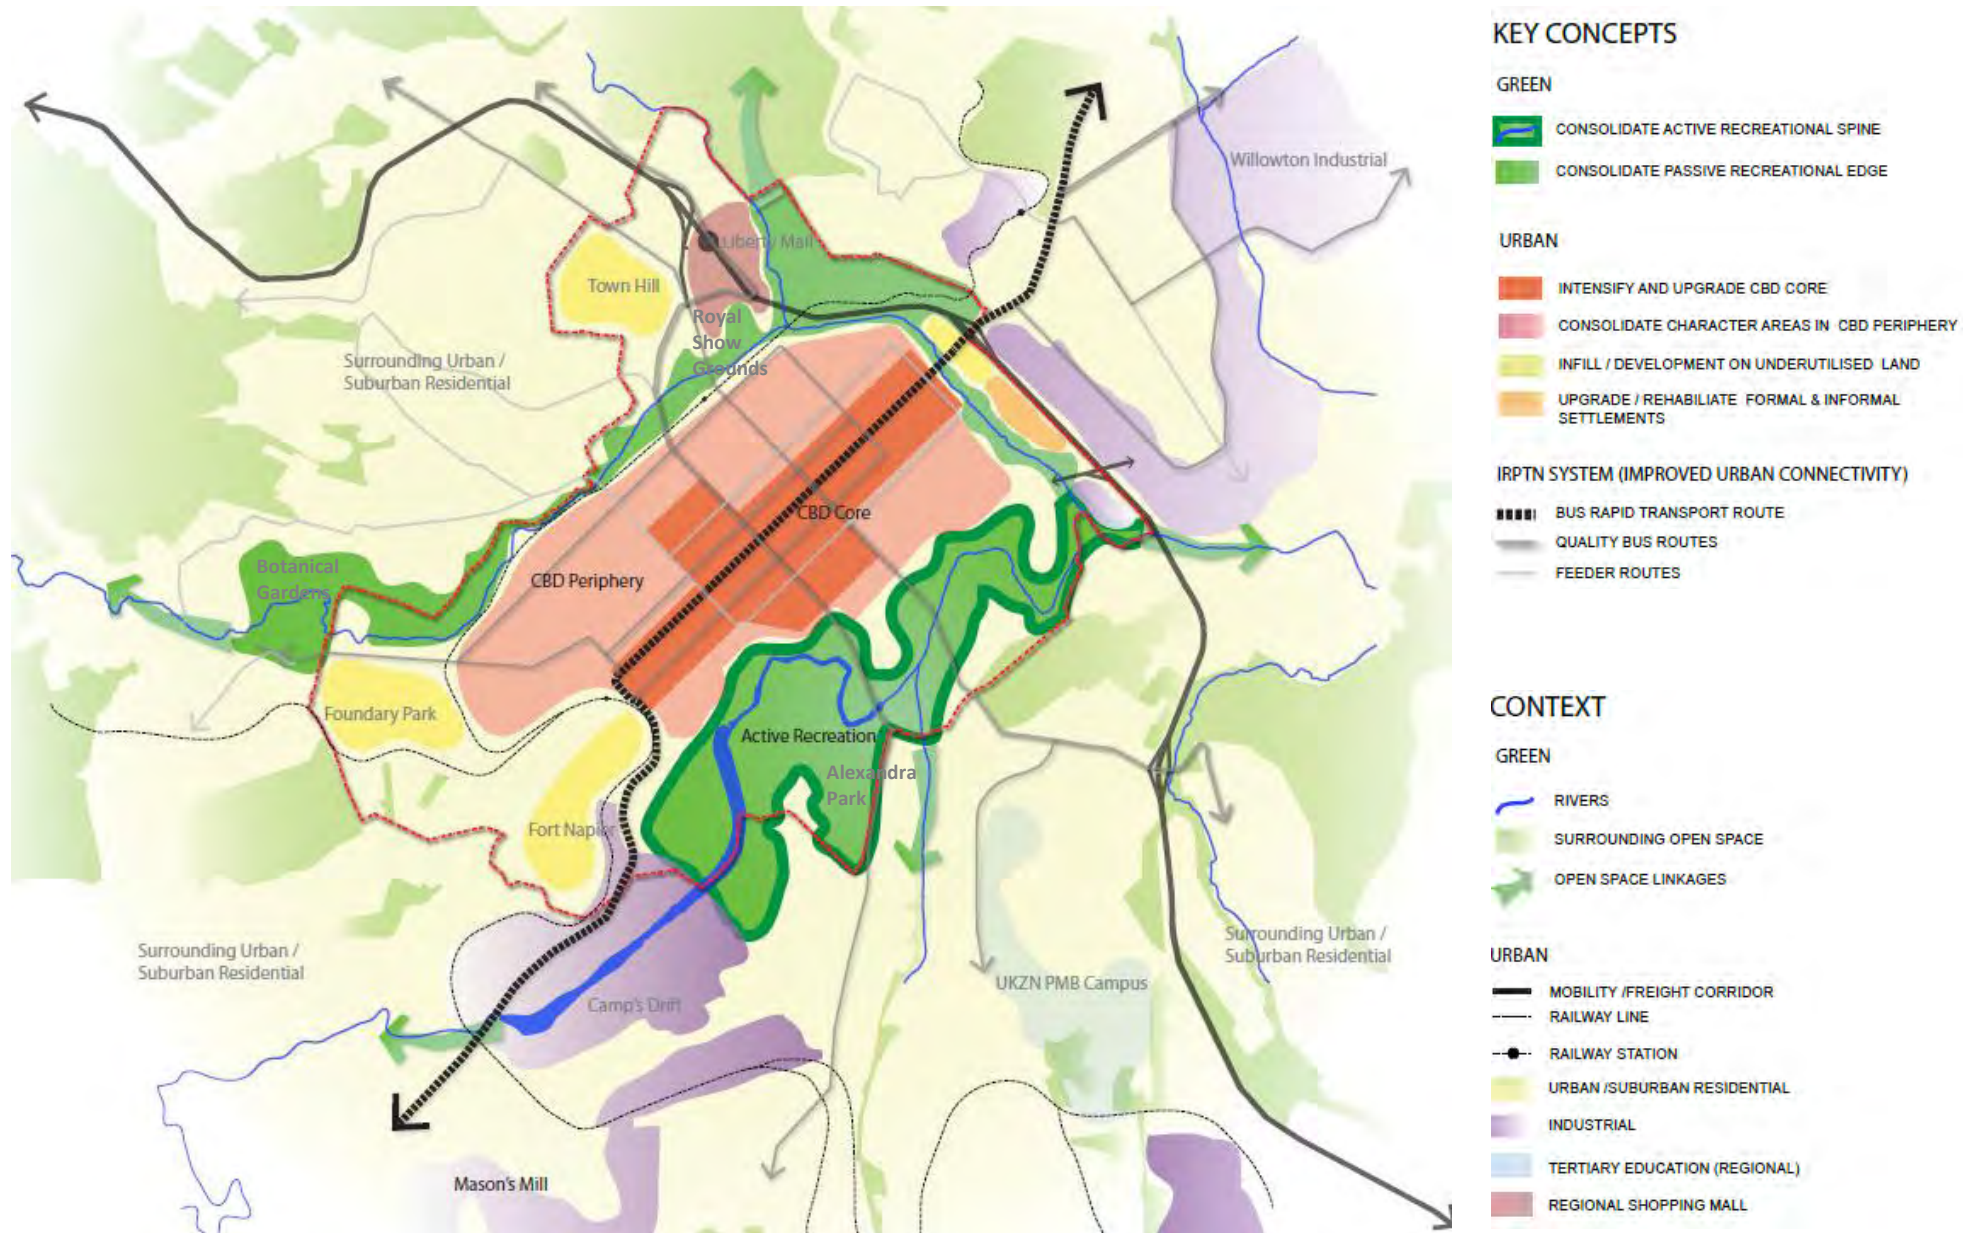 Willowton Industrial
Liberty Mall
Town Hill
Royal
Show
Grounds
Surrounding Urban /
Suburban Residential
CBD Core
Botanical
Gardens
CBD Periphery
Foundary Park
Active Recreation
Alexandra
Park
Fort Napier
Surrounding Urban /
Suburban Residential
Surrounding Urban /
Suburban Residential
UKZN PMB Campus
Camp's Drift
Mason's Mill
KEY CONCEPTS
GREEN
CONSOLIDATE ACTIVE RECREATIONAL SPINE
CONSOLIDATE PASSIVE RECREATIONAL EDGE
URBAN
INTENSIFY AND UPGRADE CBD CORE
CONSOLIDATE CHARACTER AREAS IN CBD PERIPHERY
INFILL / DEVELOPMENT ON UNDERUTILISED LAND
UPGRADE / REHABILIATE FORMAL & INFORMAL
SETTLEMENTS
IRPTN SYSTEM (IMPROVED URBAN CONNECTIVITY)
BUS RAPID TRANSPORT ROUTE
QUALITY BUS ROUTES
FEEDER ROUTES
CONTEXT
GREEN
RIVERS
SURROUNDING OPEN SPACE
OPEN SPACE LINKAGES
URBAN
MOBILITY /FREIGHT CORRIDOR
RAILWAY LINE
RAILWAY STATION
URBAN /SUBURBAN RESIDENTIAL
INDUSTRIAL
TERTIARY EDUCATION (REGIONAL)
REGIONAL SHOPPING MALL